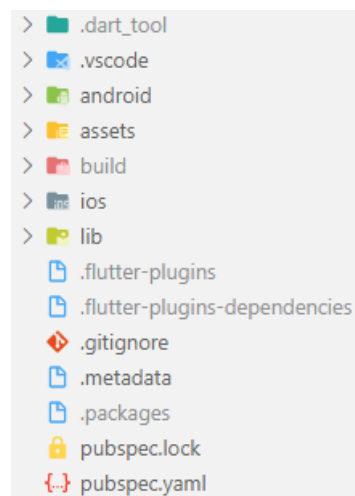 .dart_tool
.vscode
android
assets
build
ios
lib
.flutter-plugins
.flutter-plugins-dependencies
.gitignore
.metadata
.packages
pubspec.lock
pubspec.yaml